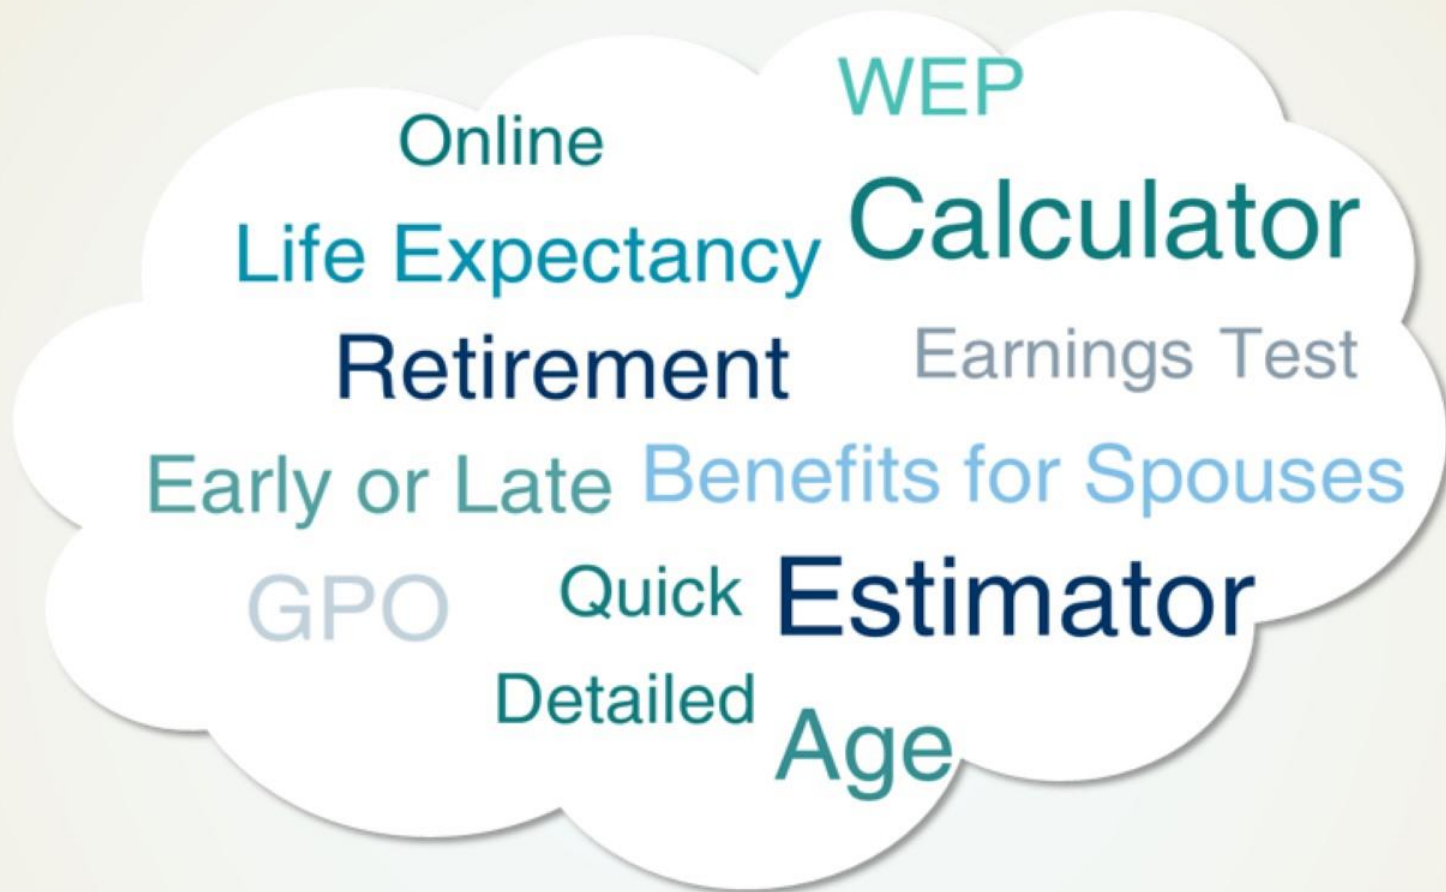 WEP
Online
Calculator
Life Expectancy
Retirement
Earnings Test
Early or Late
Benefits for Spouses
GPO
Quick
Estimator
Detailed
Age